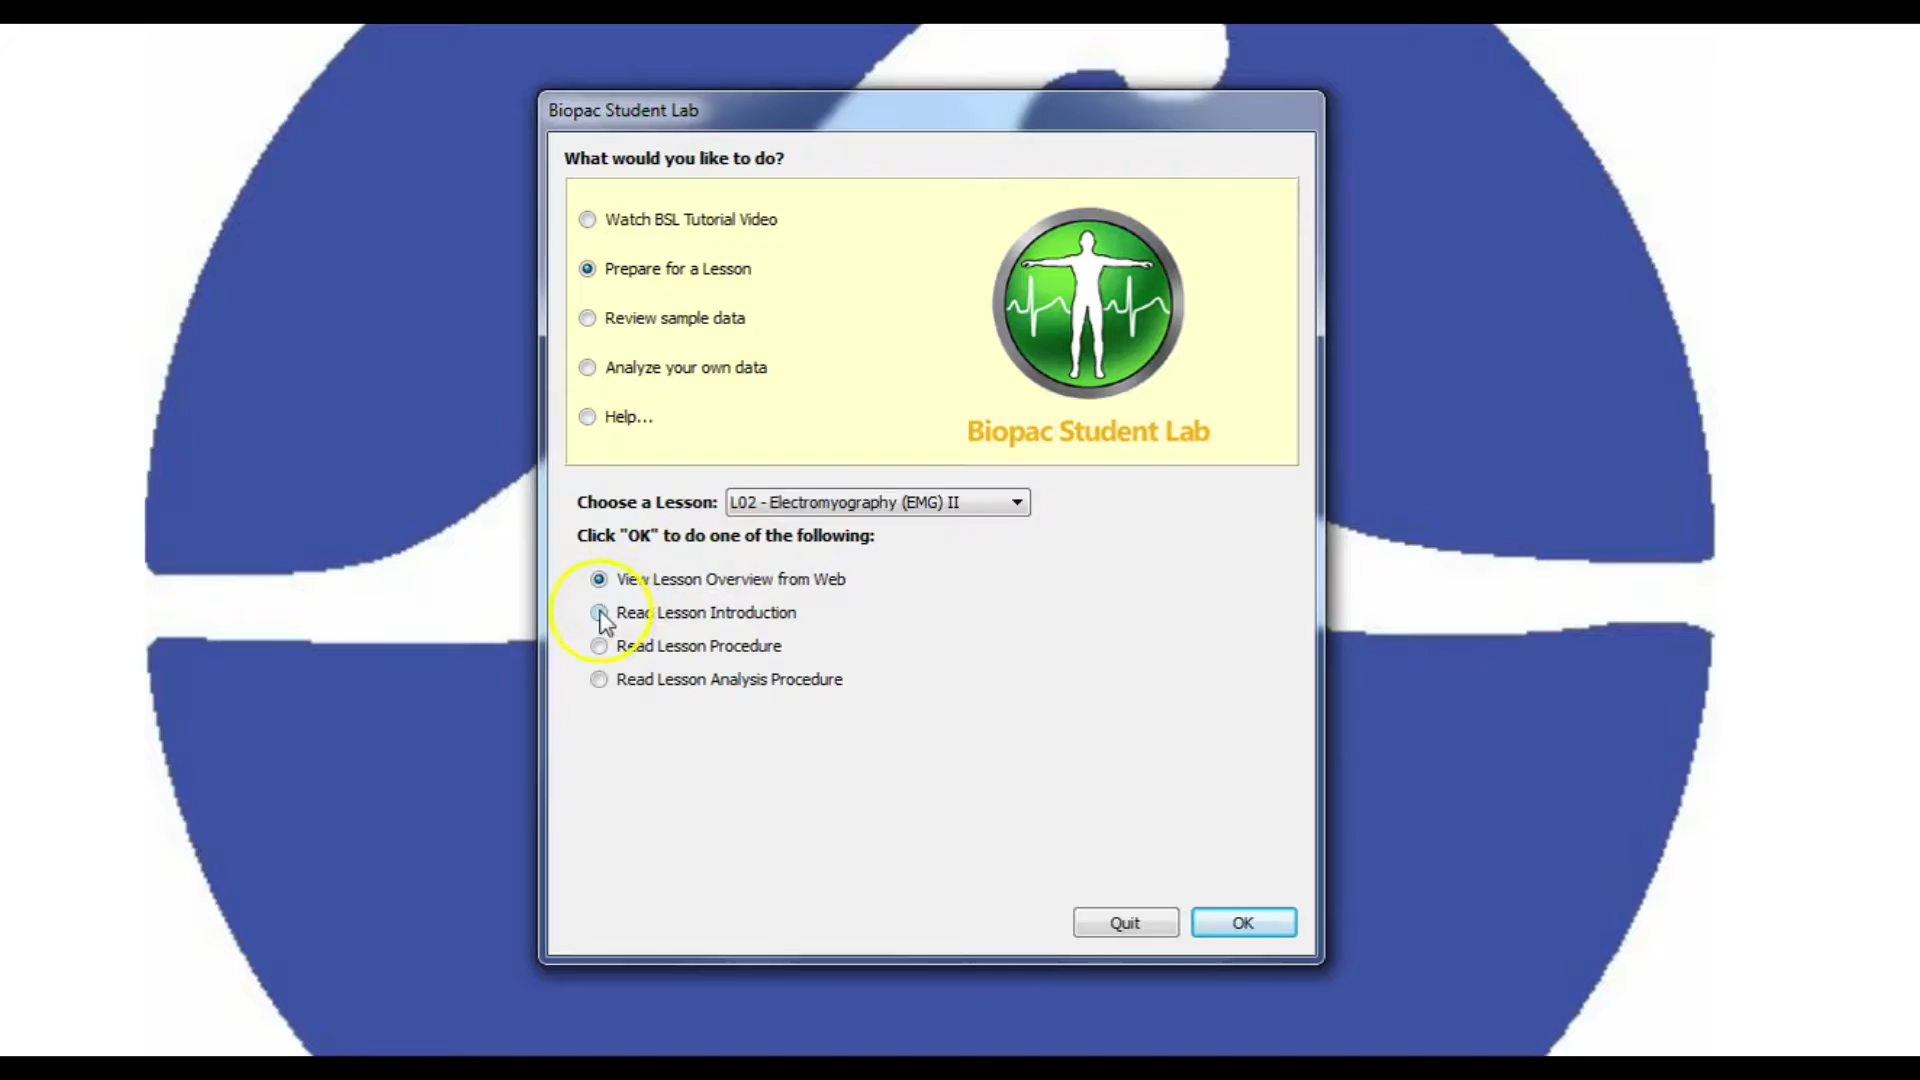 Biopac Student Lab
What would you like to do?
Watch BSL Tutorial Video
Prepare for a Lesson
Review sample data
Analyze your own data
Help...
Biopac Student Lab
Choose a Lesson: L02 - Electromyography (EMG) II
Click "OK" to do one of the following:
View Lesson Overview from Web
Read Lesson Introduction
Read Lesson Procedure
Read Lesson Analysis Procedure
Quit OK